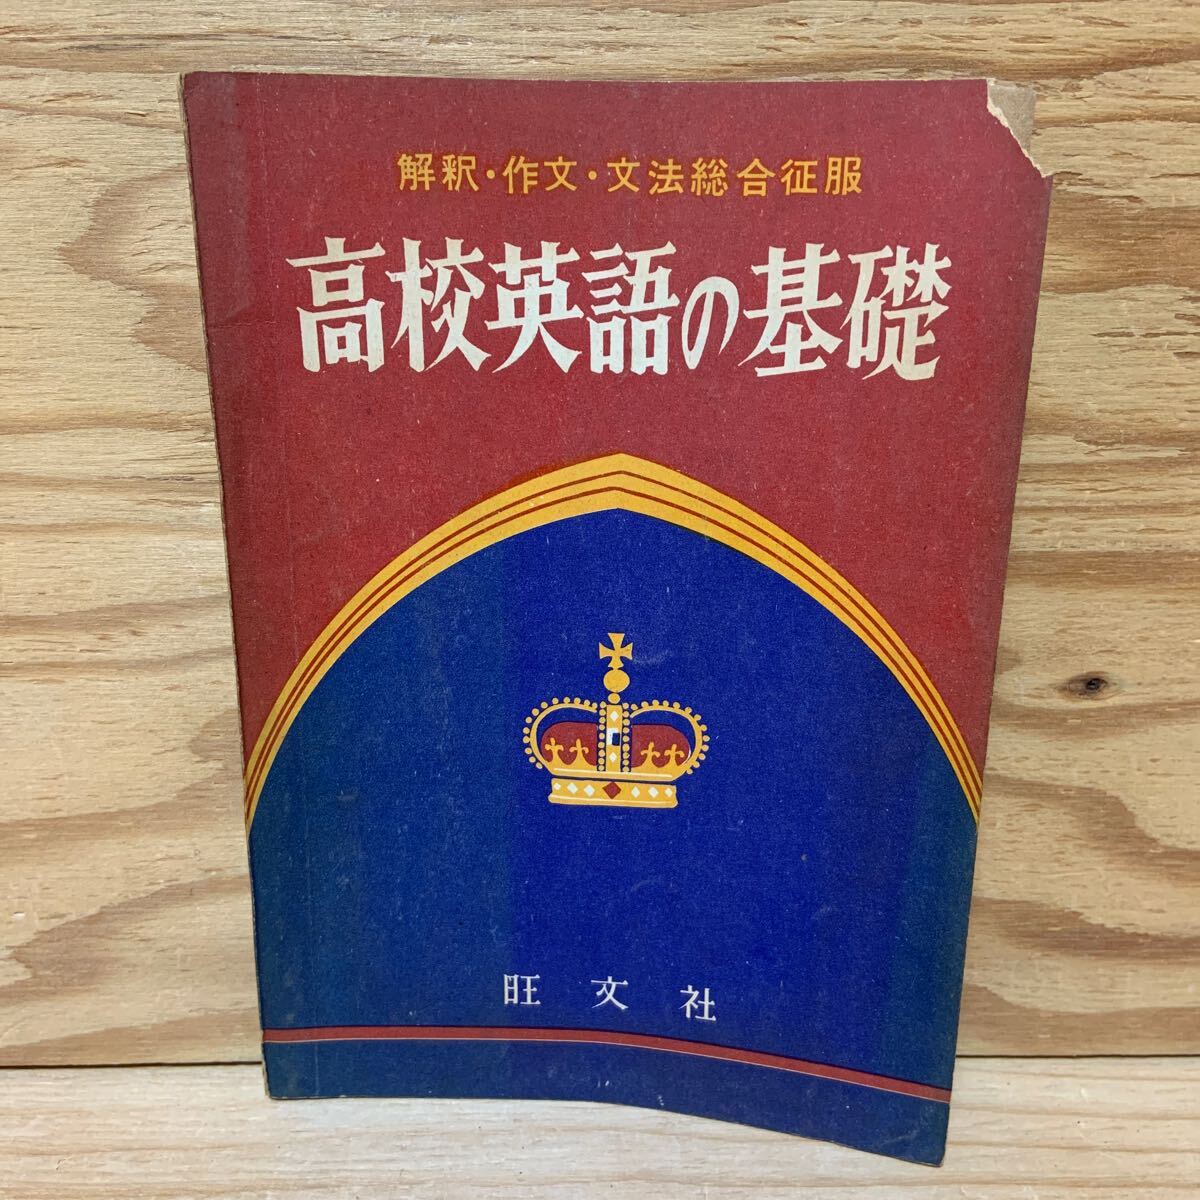 解釈・作文・文法総合征服
高校英語の基礎
旺文社